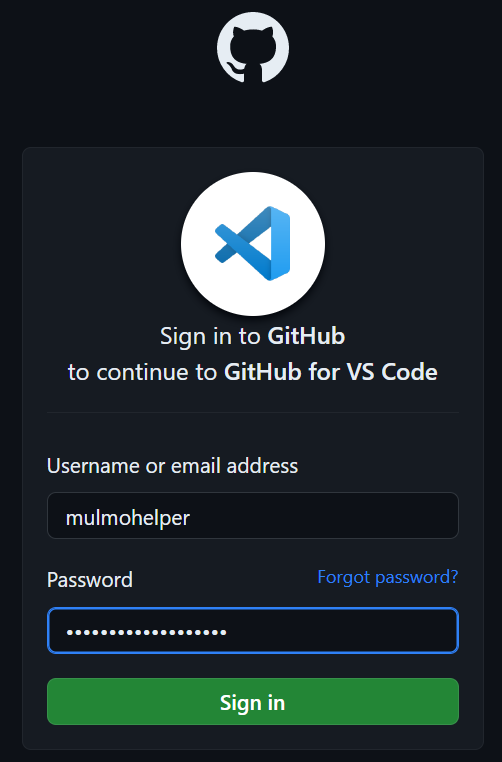 Sign in to GitHub
to continue to GitHub for VS Code
Username or email address
mulmohelper
Password Forgot password?
•••••••••••••••••••
Sign in